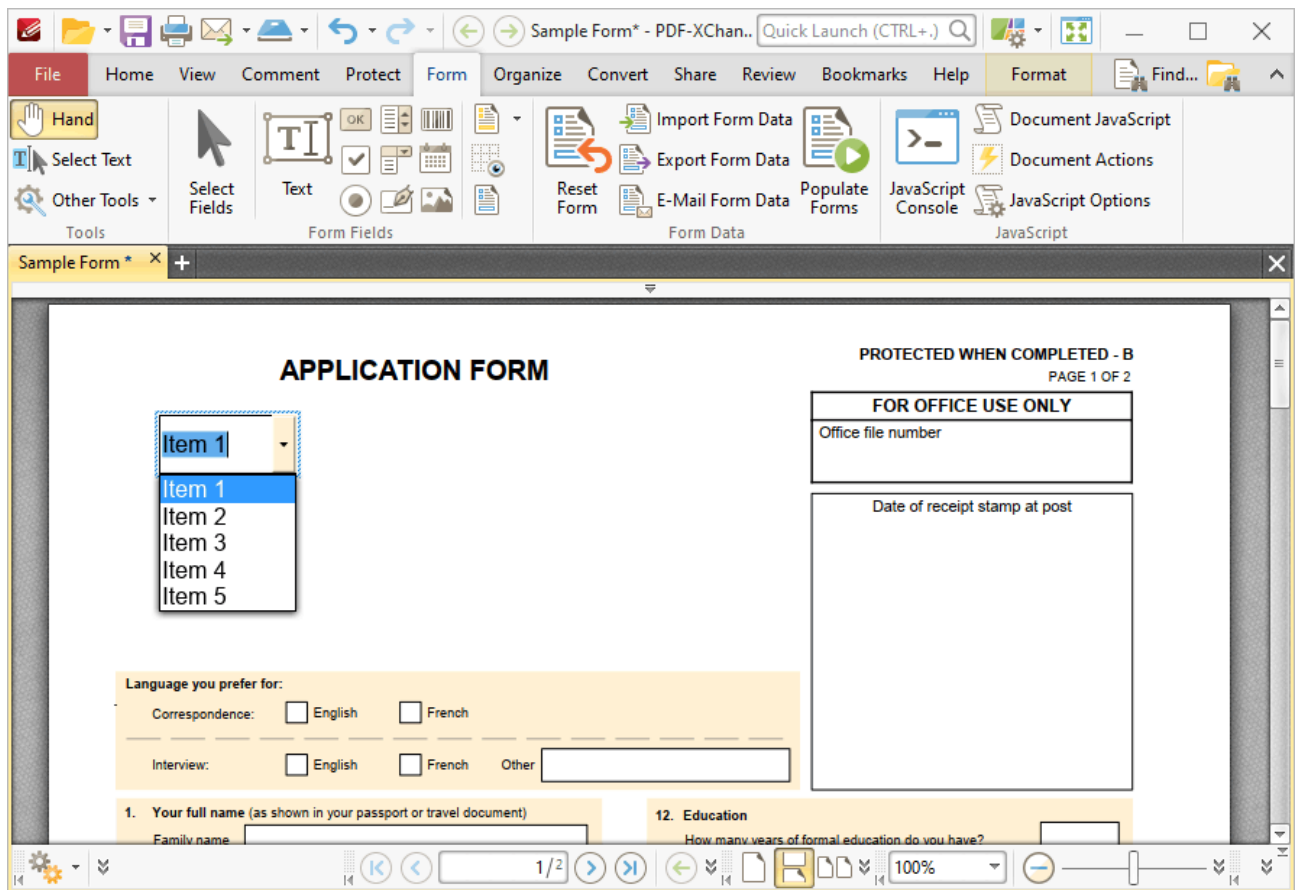 Sample Form* - PDF-XChan.. Quick Launch (CTRL+.)
File Home View Comment Protect Form Organize Convert Share Review Bookmarks Help Format Find...
Hand
Select Text
Other Tools
Tools
Select Fields
Text
OK
Form Fields
Reset Form
Import Form Data
Export Form Data
E-Mail Form Data
Populate Forms
Form Data
JavaScript Console
Document JavaScript
Document Actions
JavaScript Options
JavaScript
Sample Form *
APPLICATION FORM
PROTECTED WHEN COMPLETED - B
PAGE 1 OF 2
FOR OFFICE USE ONLY
Office file number
Date of receipt stamp at post
Item 1
Item 1
Item 2
Item 3
Item 4
Item 5
Language you prefer for:
Correspondence: English French
Interview: English French Other
1. Your full name (as shown in your passport or travel document)
Family name
12. Education
How many years of formal education do you have?
1/2
100%